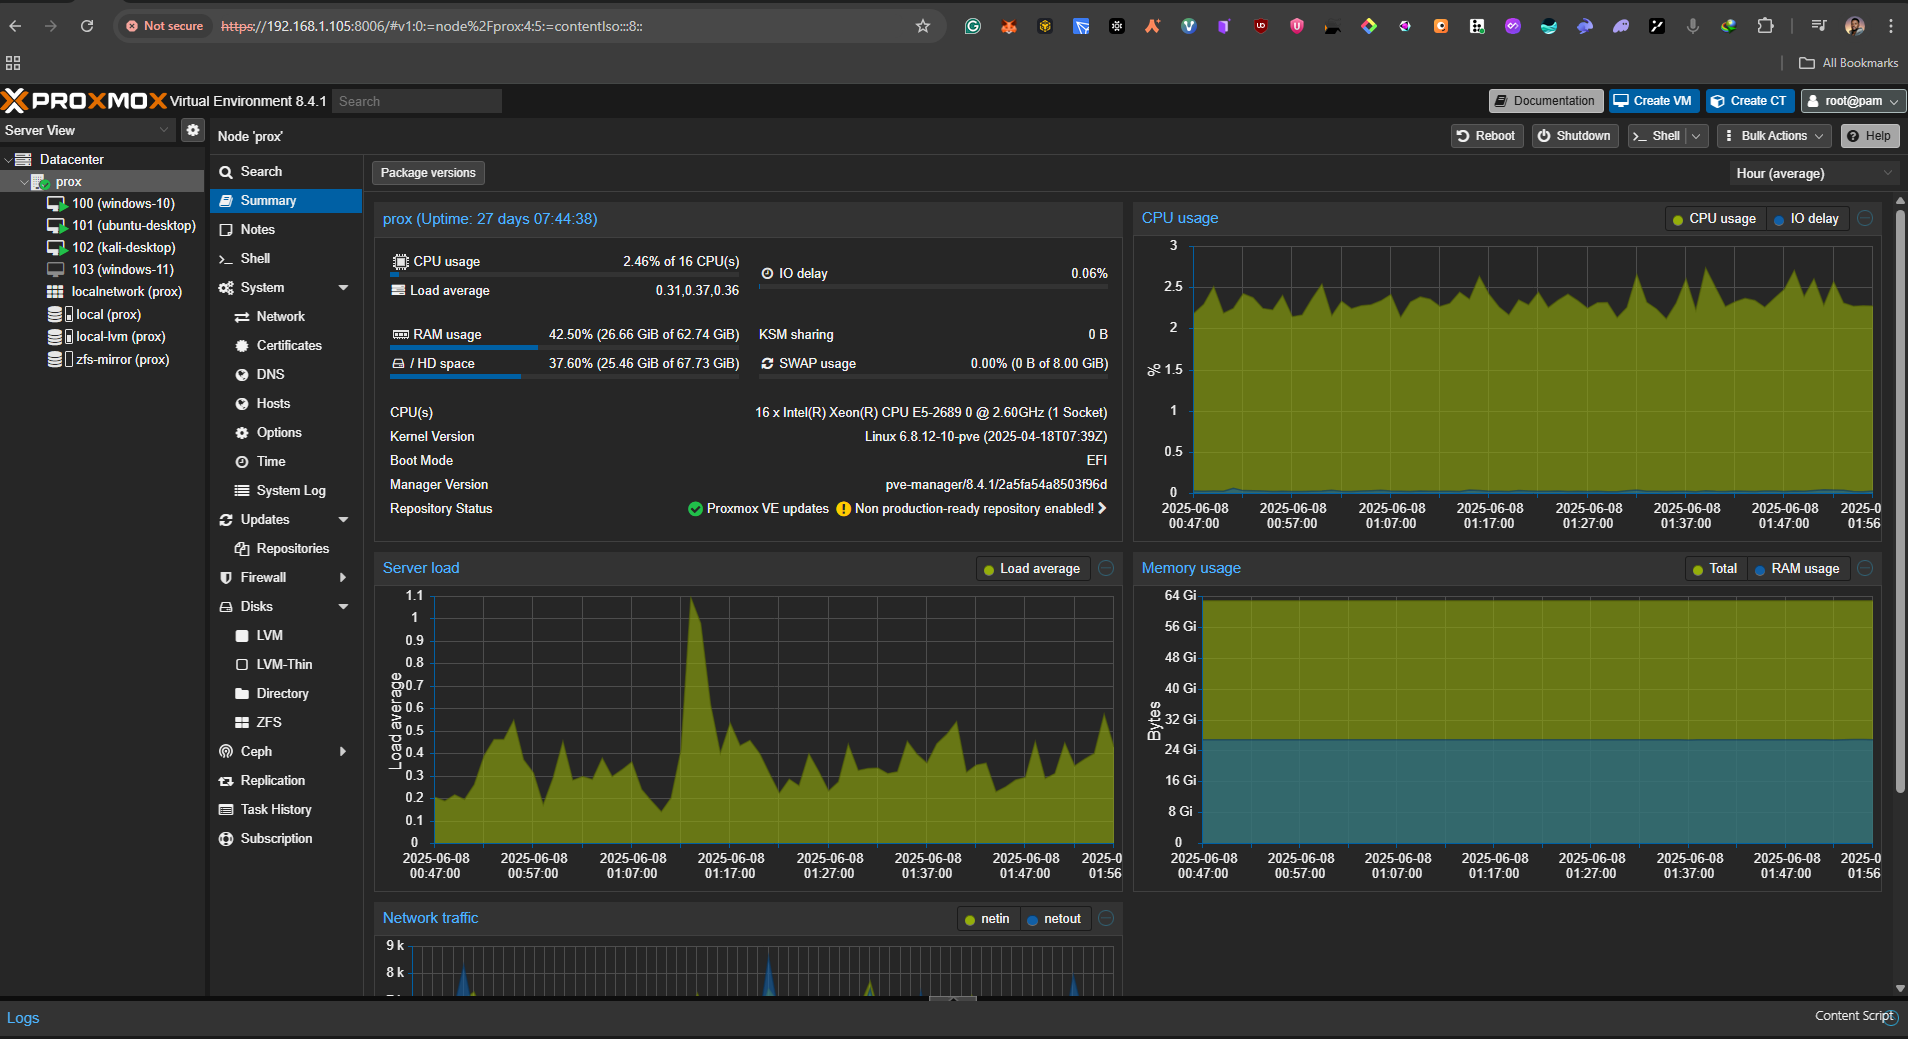 Not secure
https://192.168.1.105:8006/#v1:0:=node%2Fprox:4:5:=contentIso:::8::
All Bookmarks
PROXMOX Virtual Environment 8.4.1
Search
Documentation
Create VM
Create CT
root@pam
Server View
Node 'prox'
Reboot
Shutdown
Shell
Bulk Actions
Help
Datacenter
prox
100 (windows-10)
101 (ubuntu-desktop)
102 (kali-desktop)
103 (windows-11)
localnetwork (prox)
local (prox)
local-lvm (prox)
zfs-mirror (prox)
Search
Summary
Notes
Shell
System
Network
Certificates
DNS
Hosts
Options
Time
System Log
Updates
Repositories
Firewall
Disks
LVM
LVM-Thin
Directory
ZFS
Ceph
Replication
Task History
Subscription
Package versions
Hour (average)
prox (Uptime: 27 days 07:44:38)
CPU usage 2.46% of 16 CPU(s)
IO delay 0.06%
Load average 0.31,0.37,0.36
RAM usage 42.50% (26.66 GiB of 62.74 GiB)
KSM sharing 0 B
/ HD space 37.60% (25.46 GiB of 67.73 GiB)
SWAP usage 0.00% (0 B of 8.00 GiB)
CPU(s) 16 x Intel(R) Xeon(R) CPU E5-2689 0 @ 2.60GHz (1 Socket)
Kernel Version Linux 6.8.12-10-pve (2025-04-18T07:39Z)
Boot Mode EFI
Manager Version pve-manager/8.4.1/2a5fa54a8503f96d
Repository Status Proxmox VE updates Non production-ready repository enabled!
CPU usage
CPU usage
IO delay
3
2.5
2
% 1.5
1
0.5
0
2025-06-08 2025-06-08 2025-06-08 2025-06-08 2025-06-08 2025-06-08 2025-06-08 2025-0
00:47:00 00:57:00 01:07:00 01:17:00 01:27:00 01:37:00 01:47:00 01:56
Server load
Load average
1.1
1
0.9
0.8
0.7
0.6
0.5
0.4
0.3
0.2
0.1
0
Load average
2025-06-08 2025-06-08 2025-06-08 2025-06-08 2025-06-08 2025-06-08 2025-06-08 2025-0
00:47:00 00:57:00 01:07:00 01:17:00 01:27:00 01:37:00 01:47:00 01:56
Memory usage
Total
RAM usage
64 Gi
56 Gi
48 Gi
40 Gi
32 Gi
24 Gi
16 Gi
8 Gi
0
Bytes
2025-06-08 2025-06-08 2025-06-08 2025-06-08 2025-06-08 2025-06-08 2025-06-08 2025-0
00:47:00 00:57:00 01:07:00 01:17:00 01:27:00 01:37:00 01:47:00 01:56
Network traffic
netin
netout
9 k
8 k
Logs
Content Script